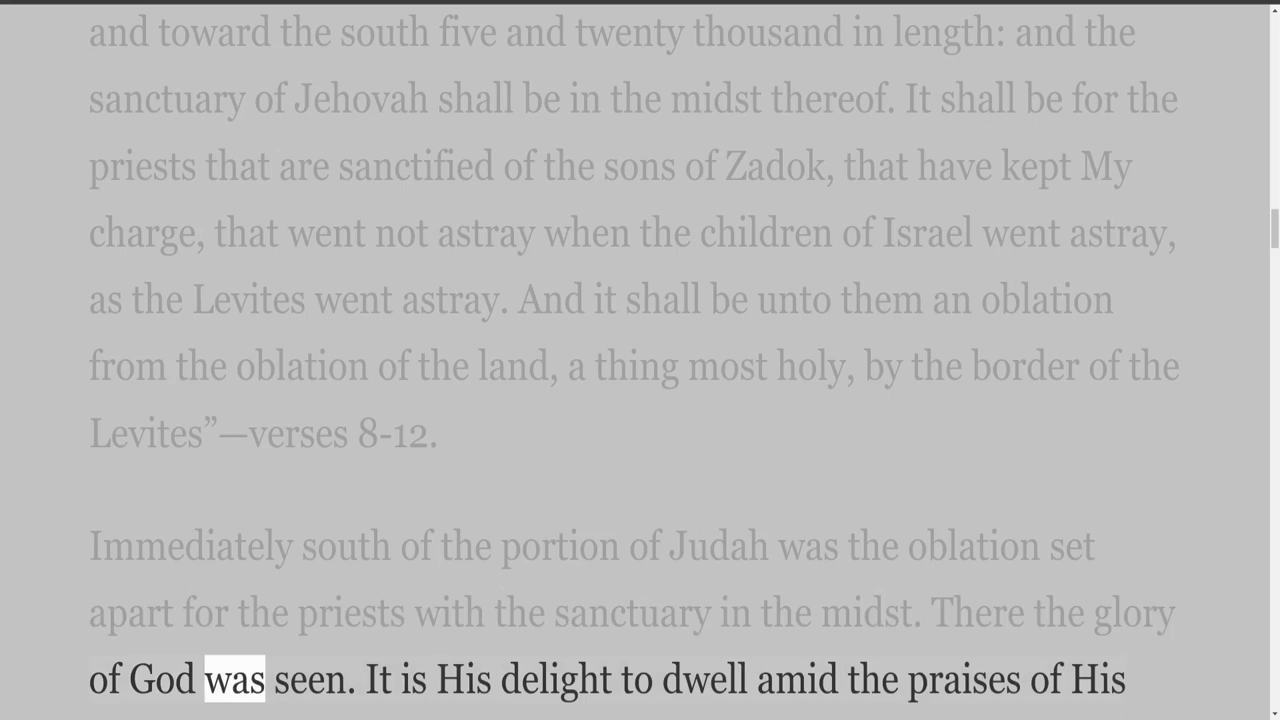 and toward the south five and twenty thousand in length: and the
sanctuary of Jehovah shall be in the midst thereof. It shall be for the
priests that are sanctified of the sons of Zadok, that have kept My
charge, that went not astray when the children of Israel went astray,
as the Levites went astray. And it shall be unto them an oblation
from the oblation of the land, a thing most holy, by the border of the
Levites”—verses 8-12.
Immediately south of the portion of Judah was the oblation set
apart for the priests with the sanctuary in the midst. There the glory
of God was seen. It is His delight to dwell amid the praises of His